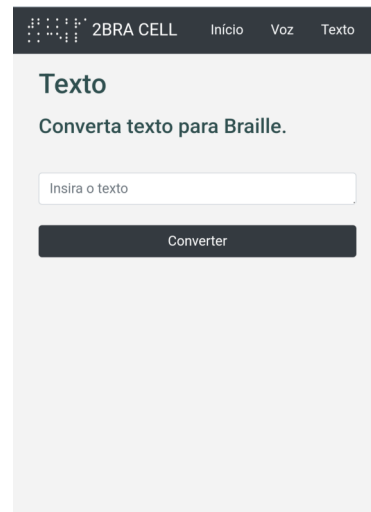 2BRA CELL Início Voz Texto
Texto
Converta texto para Braille.
Insira o texto
Converter